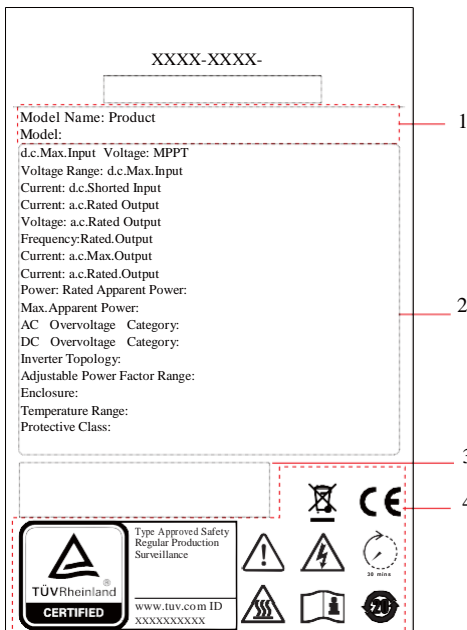 XXXX-XXXX-
Model Name: Product
Model:
1
d.c.Max.Input Voltage: MPPT
Voltage Range: d.c.Max.Input
Current: d.c.Shorted Input
Current: a.c.Rated Output
Voltage: a.c.Rated Output
Frequency:Rated.Output
Current: a.c.Max.Output
Current: a.c.Rated.Output
Power: Rated Apparent Power:
Max.Apparent Power:
2
AC Overvoltage Category:
DC Overvoltage Category:
Inverter Topology:
Adjustable Power Factor Range:
Enclosure:
Temperature Range:
Protective Class:
3
4
CE
TÜVRheinland
®
CERTIFIED
Type Approved Safety
Regular Production
Surveillance
www.tuv.com ID
XXXXXXXXXX
30 mins
20